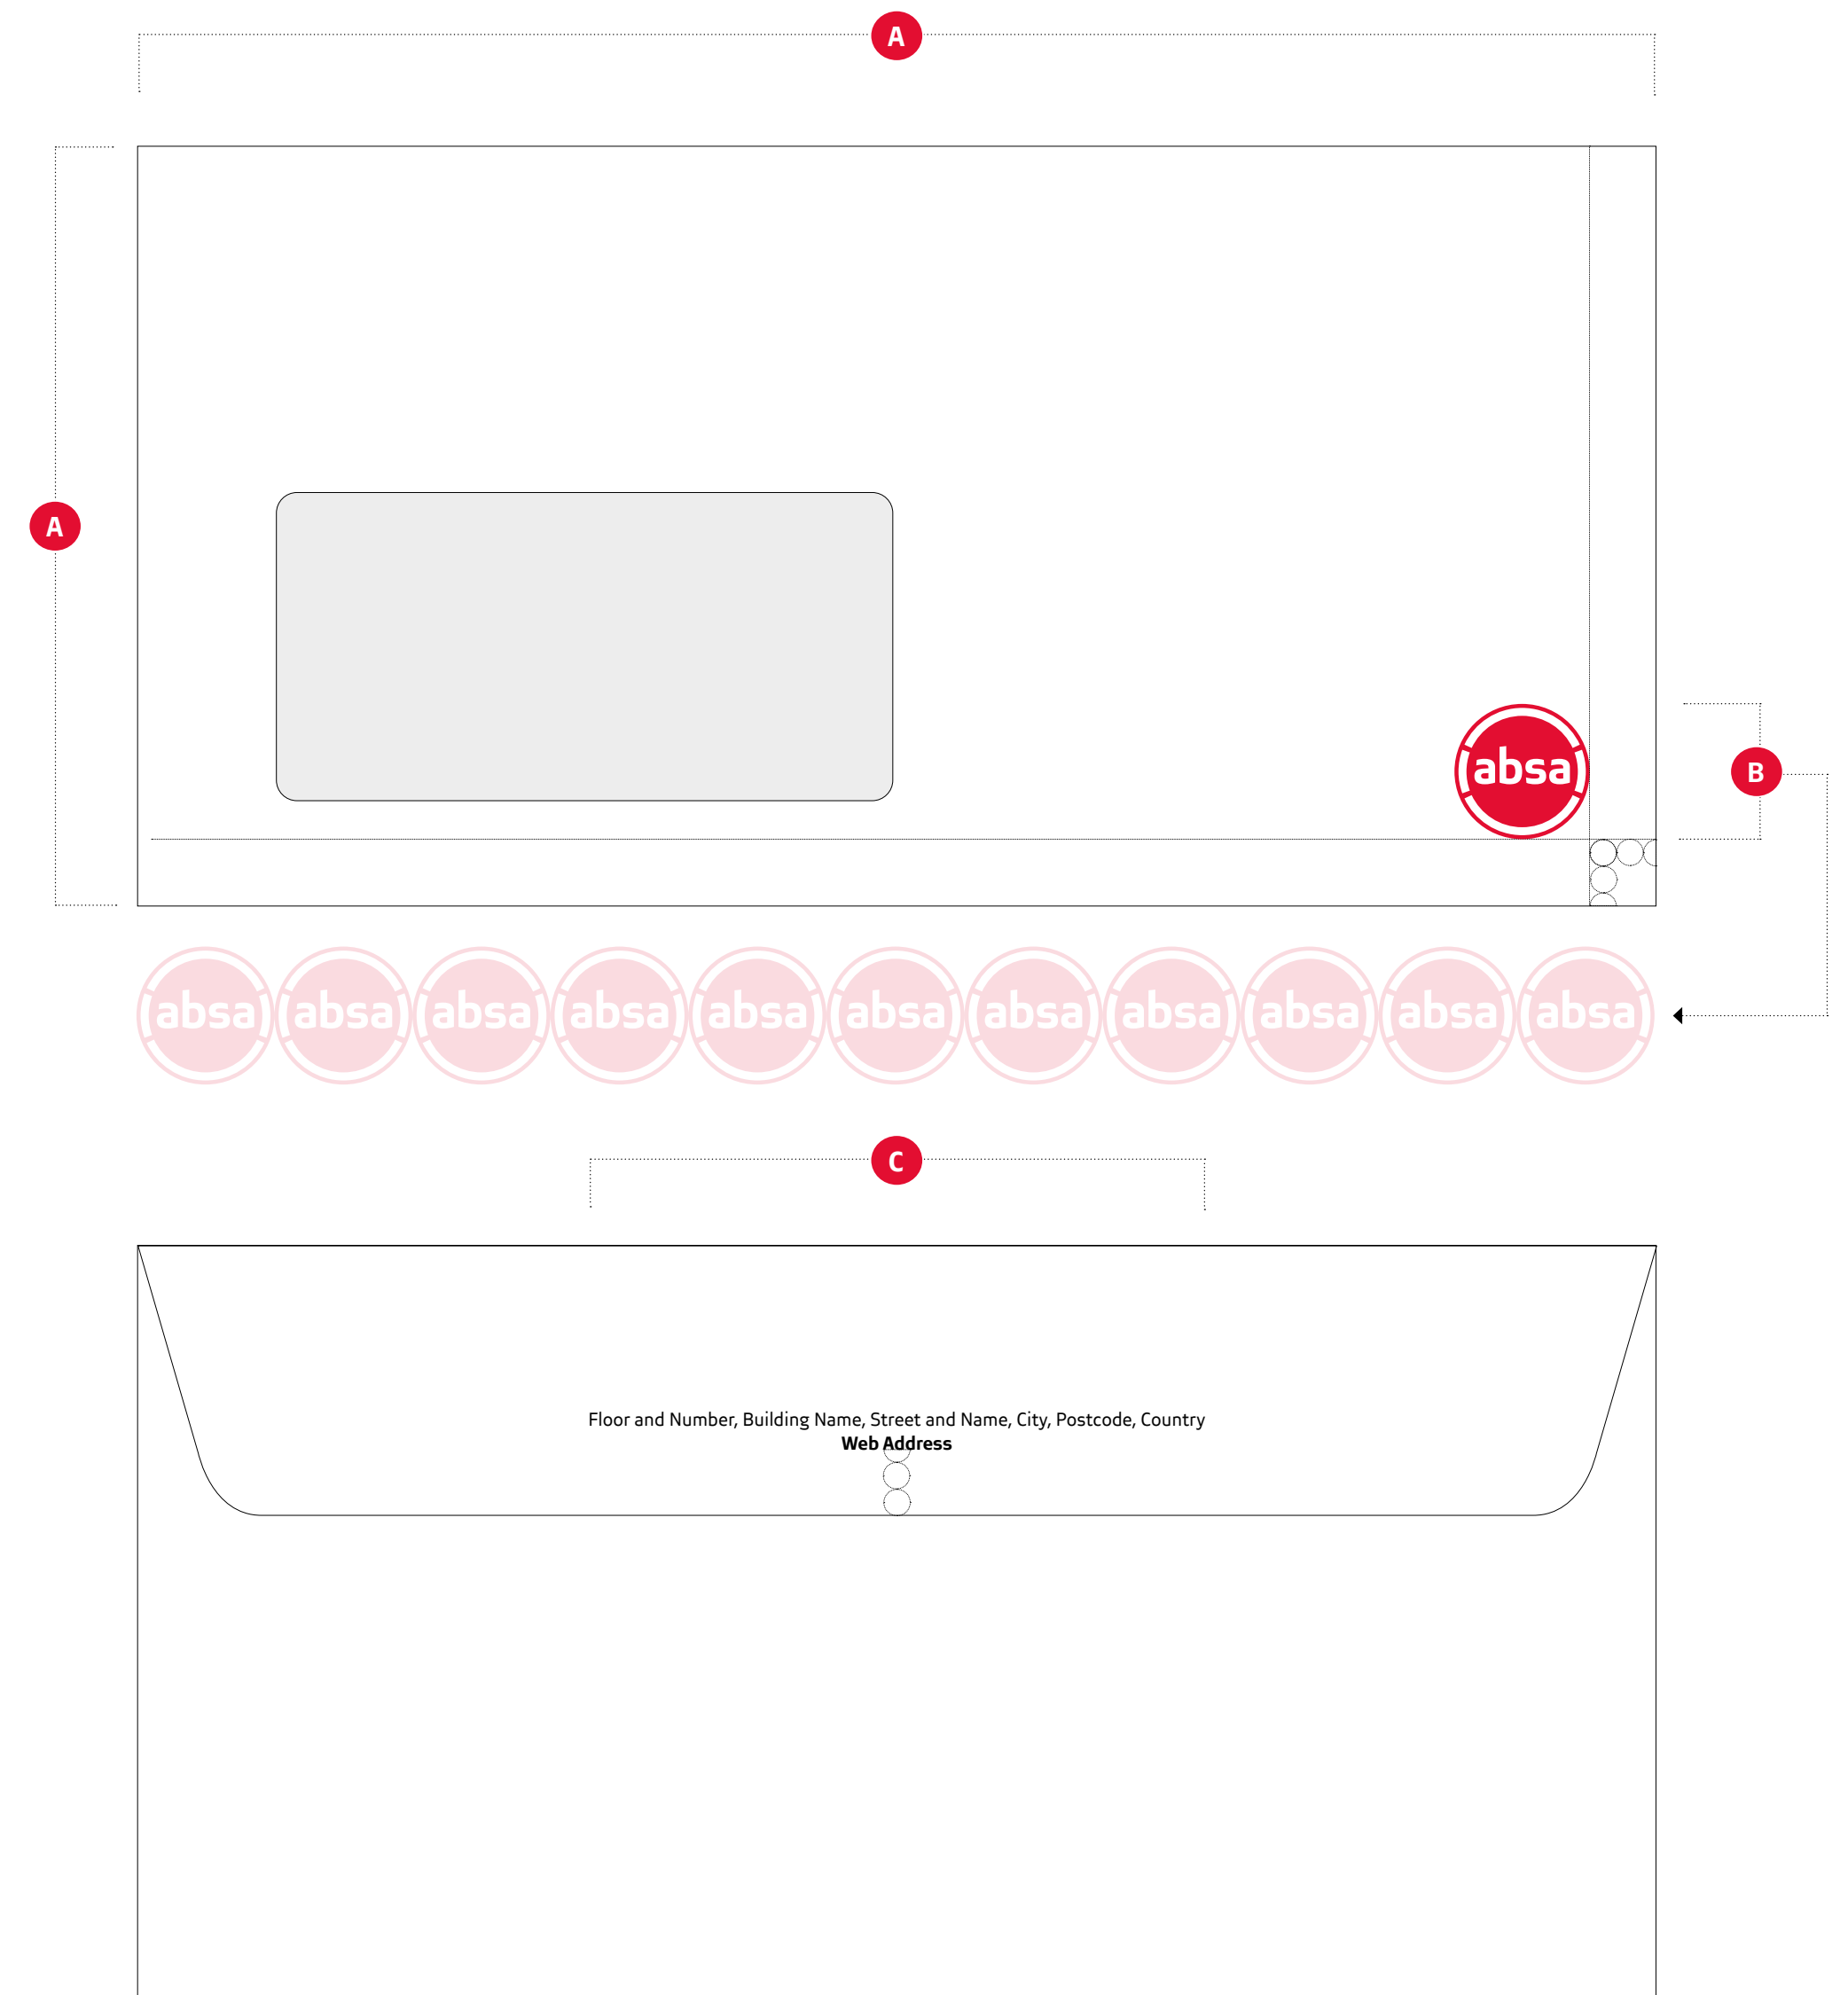 A
A
absa
B
absa absa absa absa absa absa absa absa absa absa absa
C
Floor and Number, Building Name, Street and Name, City, Postcode, Country
Web Address